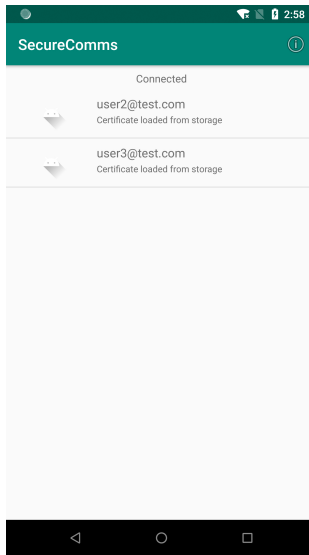 2:58
SecureComms
Connected
user2@test.com
Certificate loaded from storage
user3@test.com
Certificate loaded from storage